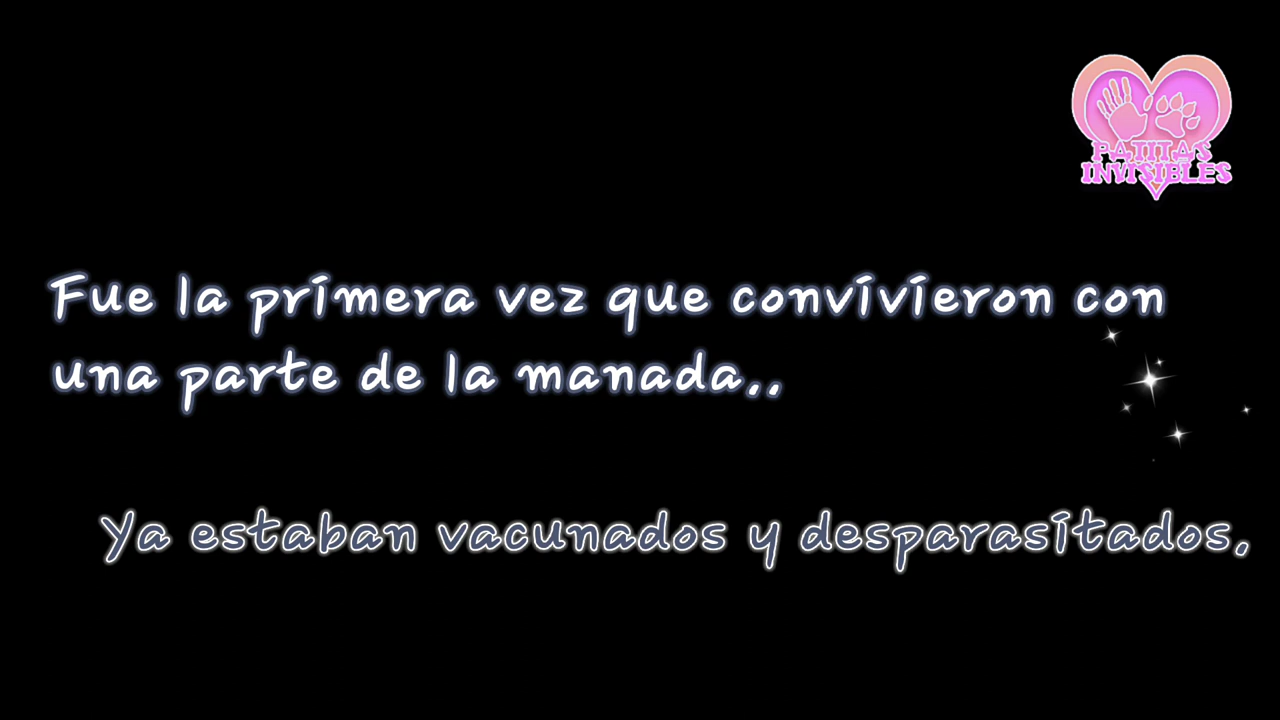 PATITAS
INVISIBLES
Fue la primera vez que convivieron con
una parte de la manada..
Ya estaban vacunados y desparasitados.